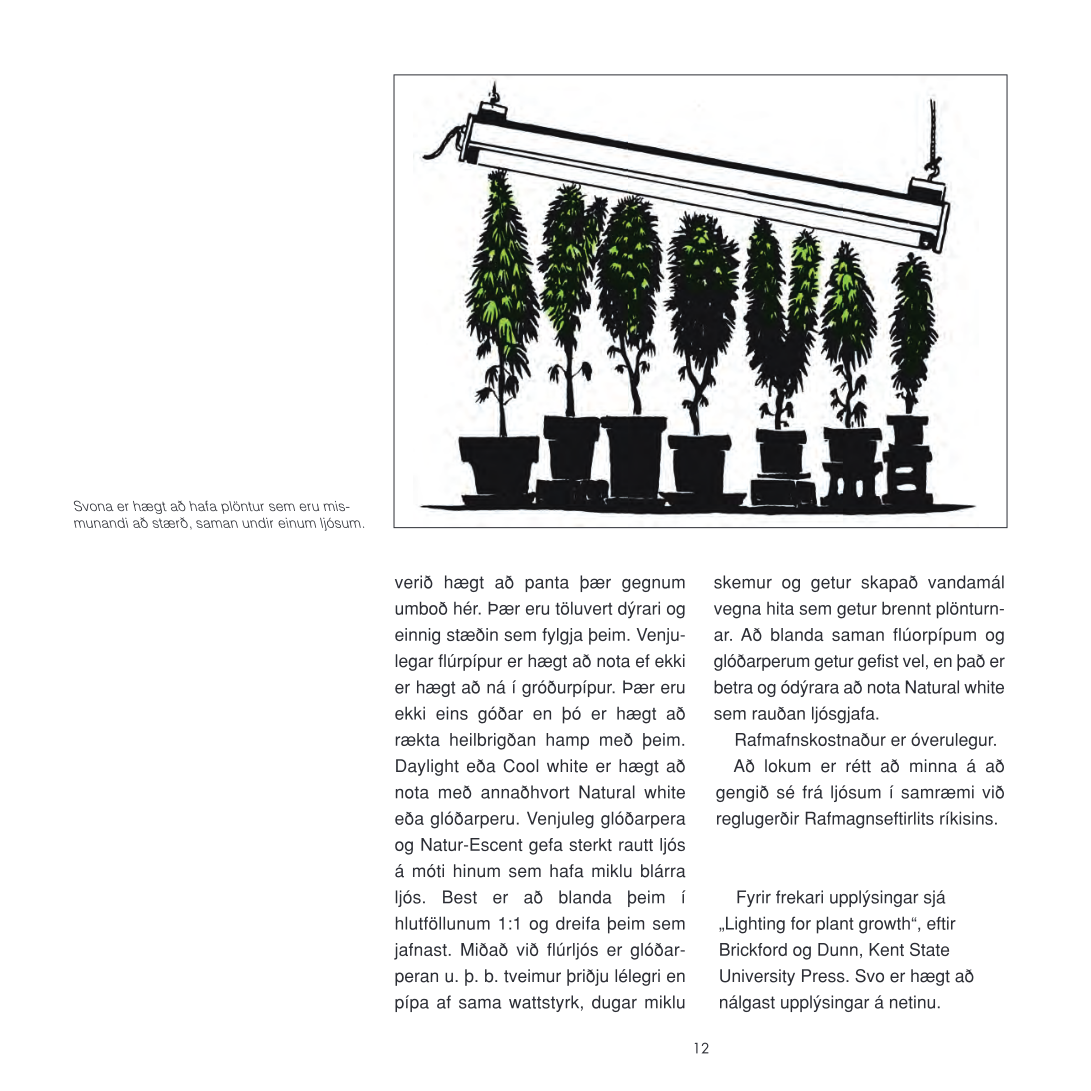 Svona er hægt að hafa plöntur sem eru mis-
munandi að stærð, saman undir einum ljósum.
verið hægt að panta þær gegnum
umboð hér. Þær eru töluvert dýrari og
einnig stæðin sem fylgja þeim. Venju-
legar flúrpípur er hægt að nota ef ekki
er hægt að ná í gróðurpípur. Þær eru
ekki eins góðar en þó er hægt að
rækta heilbrigðan hamp með þeim.
Daylight eða Cool white er hægt að
nota með annaðhvort Natural white
eða glóðarperu. Venjuleg glóðarpera
og Natur-Escent gefa sterkt rautt ljós
á móti hinum sem hafa miklu blárra
ljós. Best er að blanda þeim í
hlutföllunum 1:1 og dreifa þeim sem
jafnast. Miðað við flúrljós er glóðar-
peran u. þ. b. tveimur þriðju lélegri en
pípa af sama wattstyrk, dugar miklu
skemur og getur skapað vandamál
vegna hita sem getur brennt plönturn-
ar. Að blanda saman flúorpípum og
glóðarperum getur gefist vel, en það er
betra og ódýrara að nota Natural white
sem rauðan ljósgjafa.
Rafmafnskostnaður er óverulegur.
Að lokum er rétt að minna á að
gengið sé frá ljósum í samræmi við
reglugerðir Rafmagnseftirlits ríkisins.
Fyrir frekari upplýsingar sjá
„Lighting for plant growth“, eftir
Brickford og Dunn, Kent State
University Press. Svo er hægt að
nálgast upplýsingar á netinu.
12